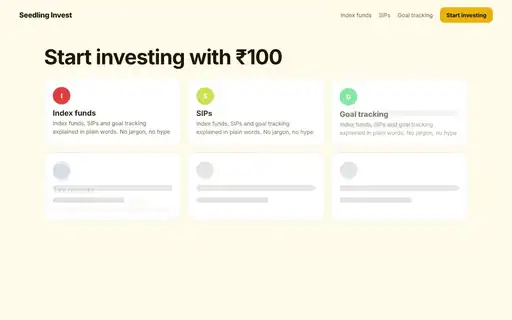 Seedling Invest
Index funds SIPs Goal tracking Start investing
Start investing with ₹100
I
Index funds
Index funds, SIPs and goal tracking
explained in plain words. No jargon, no hype
S
SIPs
Index funds, SIPs and goal tracking
explained in plain words. No jargon, no hype
G
Goal tracking
Index funds, SIPs and goal tracking
explained in plain words. No jargon, no hype